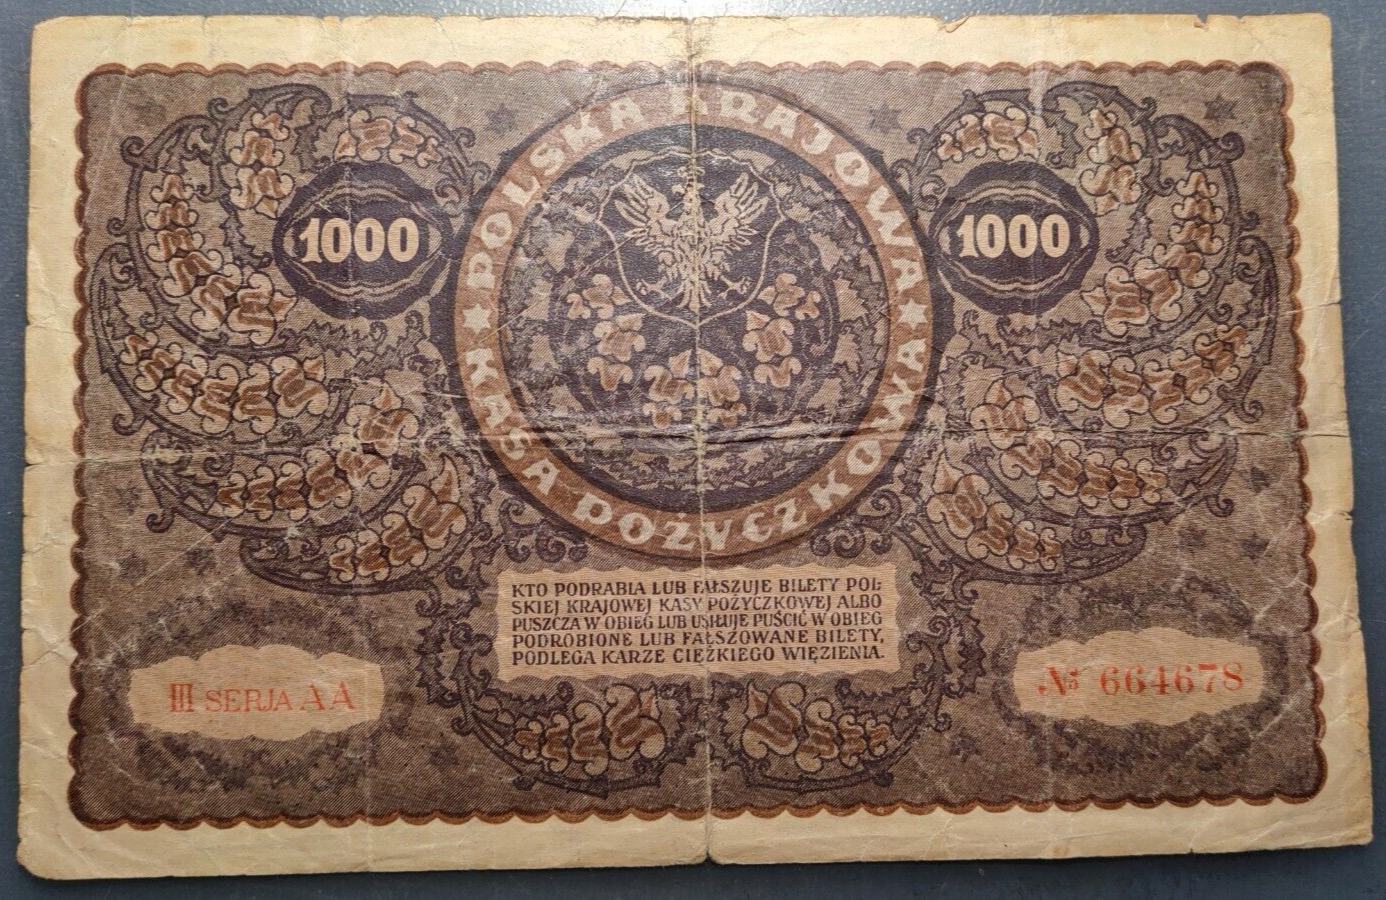 POLSKA KRAJOWA
KASA POŻYCZKOWA
1000
1000
KTO PODRABIA LUB FAŁSZUJE BILETY POL:
SKIEJ KRAJOWEJ KASY POŻYCZKOWEJ ALBO
PUSZCZA W OBIEG LUB USIŁUJE PUŚCIĆ W OBIEG
PODROBIONE LUB FAŁSZOWANE BILETY,
PODLEGA KARZE CIĘŻKIEGO WIĘZIENIA.
III SERJA AA
№ 664678